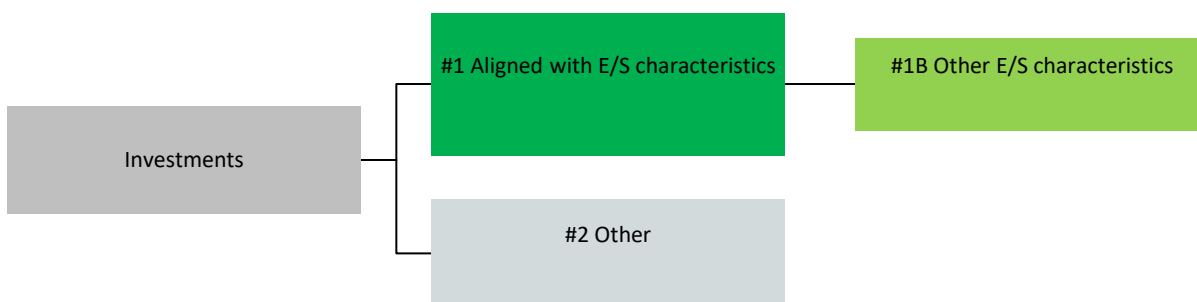 #1 Aligned with E/S characteristics
#1B Other E/S characteristics
Investments
#2 Other